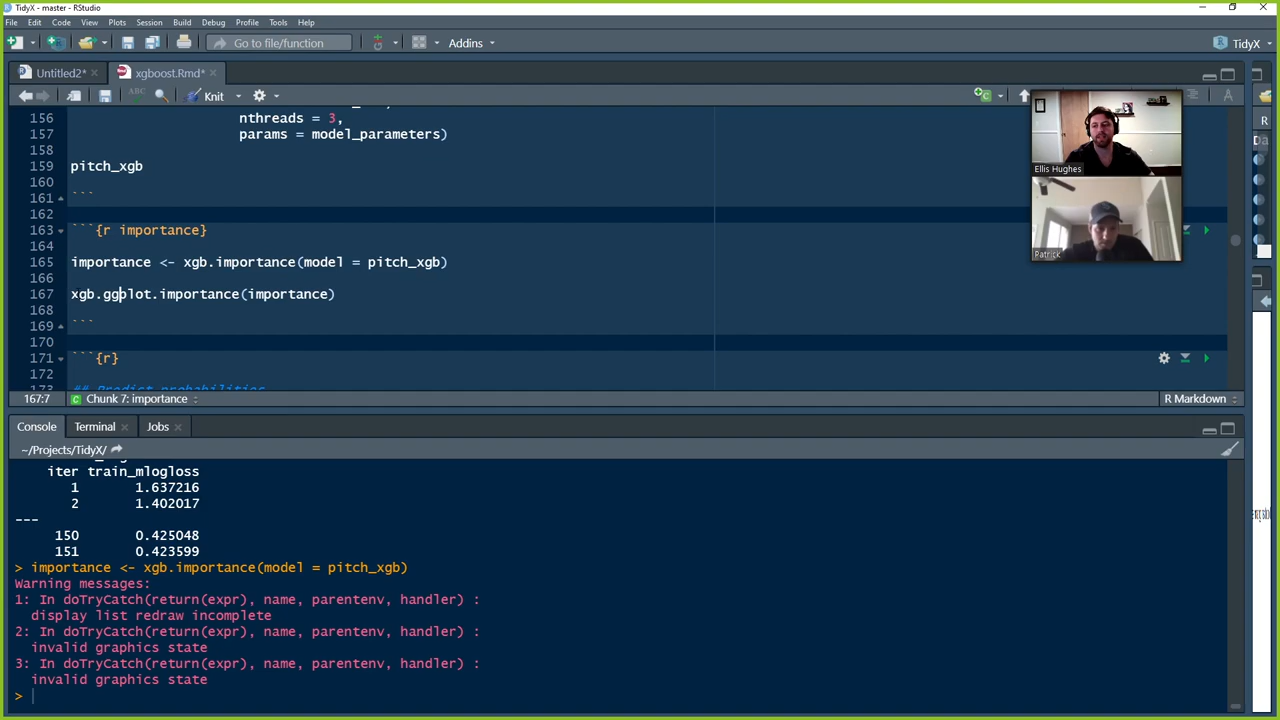 TidyX - master - RStudio
File Edit Code View Plots Session Build Debug Profile Tools Help
Go to file/function Addins TidyX
Untitled2* xgboost.Rmd*
ABC Knit
156
157 params = model_parameters)
nthreads = 3,
158
159 pitch_xgb
160
161 ```
162
163 ```{r importance}
164
165 importance <- xgb.importance(model = pitch_xgb)
166
167 xgb.ggplot.importance(importance)
168
169 ```
170
171 ```{r}
172
173 ## Predict probabilities
167:7 Chunk 7: importance R Markdown
Ellis Hughes
Patrick
Console Terminal Jobs
~/Projects/TidyX/
iter train_mlogloss
1 1.637216
2 1.402017
---
150 0.425048
151 0.423599
> importance <- xgb.importance(model = pitch_xgb)
Warning messages:
1: In doTryCatch(return(expr), name, parentenv, handler) :
display list redraw incomplete
2: In doTryCatch(return(expr), name, parentenv, handler) :
invalid graphics state
3: In doTryCatch(return(expr), name, parentenv, handler) :
invalid graphics state
>